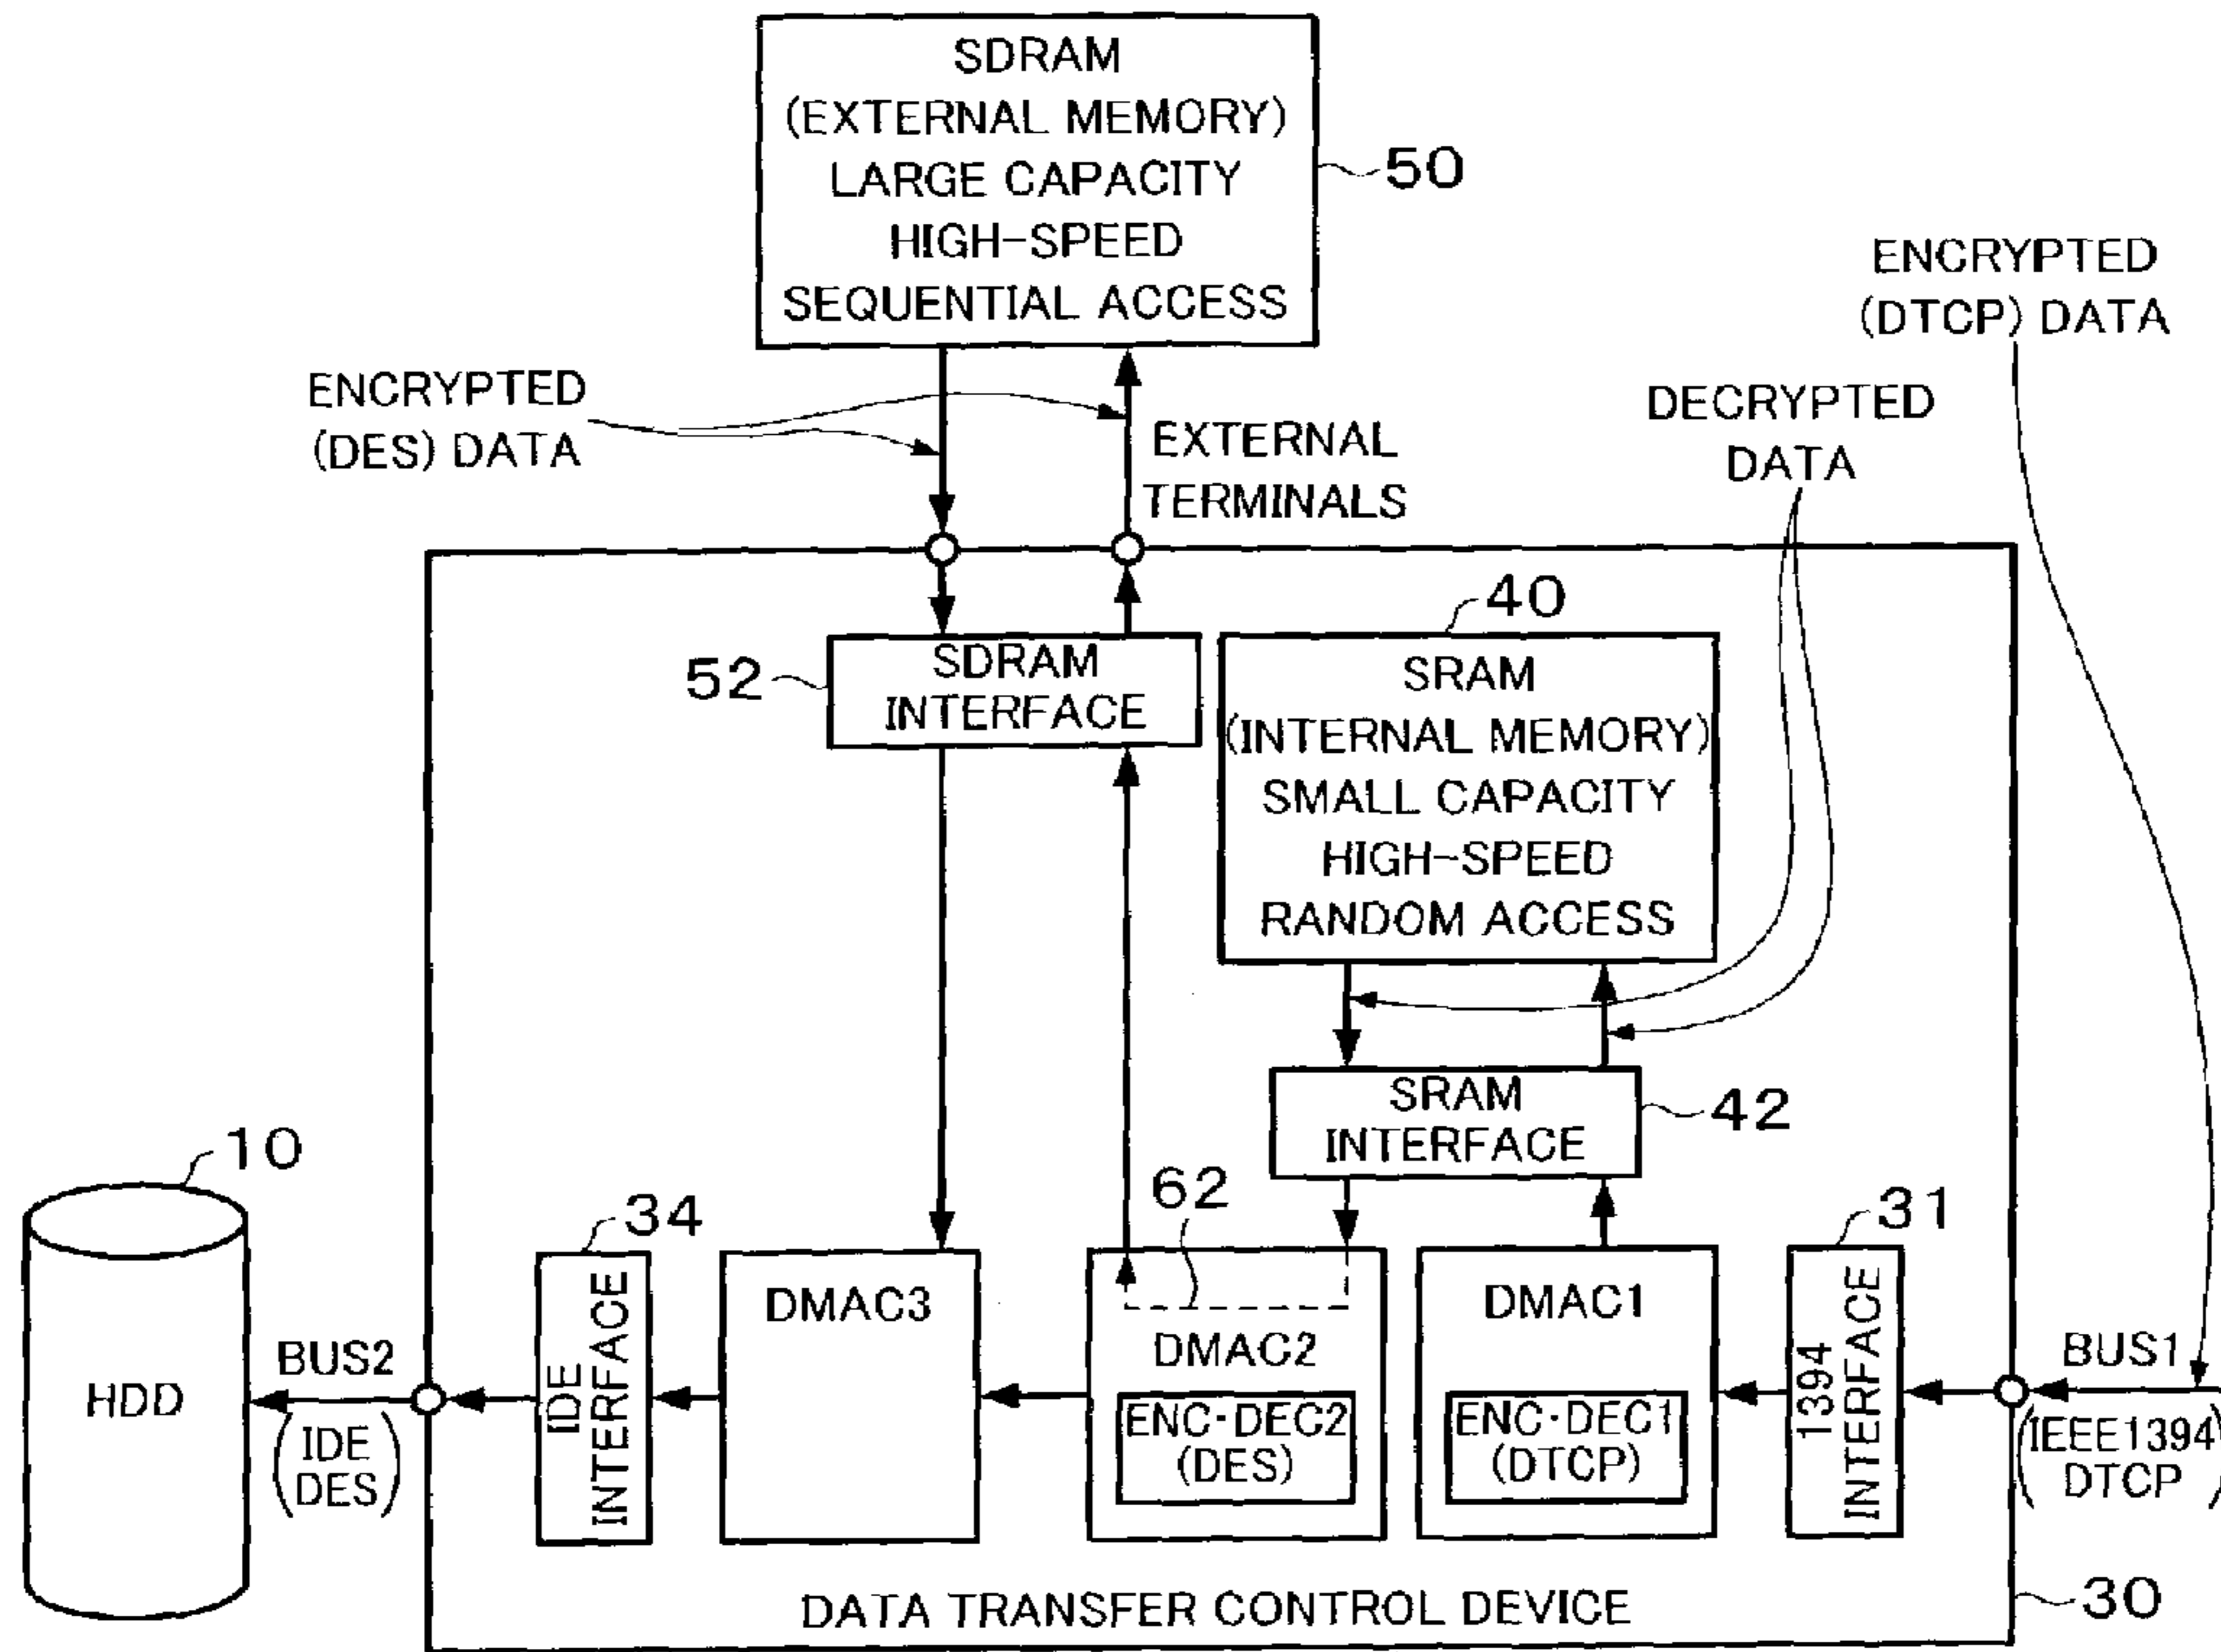 SDRAM
(EXTERNAL MEMORY)
LARGE CAPACITY
HIGH-SPEED
SEQUENTIAL ACCESS
50
ENCRYPTED
(DTCP) DATA
ENCRYPTED
(DES) DATA
DECRYPTED
DATA
EXTERNAL
TERMINALS
40
52
SDRAM
INTERFACE
SRAM
(INTERNAL MEMORY)
SMALL CAPACITY
HIGH-SPEED
RANDOM ACCESS
SRAM
INTERFACE
42
10
HDD
BUS2
(IDE
DES)
34
IDE
INTERFACE
DMAC3
62
DMAC2
ENC·DEC2
(DES)
DMAC1
ENC·DEC1
(DTCP)
31
1394
INTERFACE
BUS1
(IEEE1394
DTCP)
DATA TRANSFER CONTROL DEVICE
30